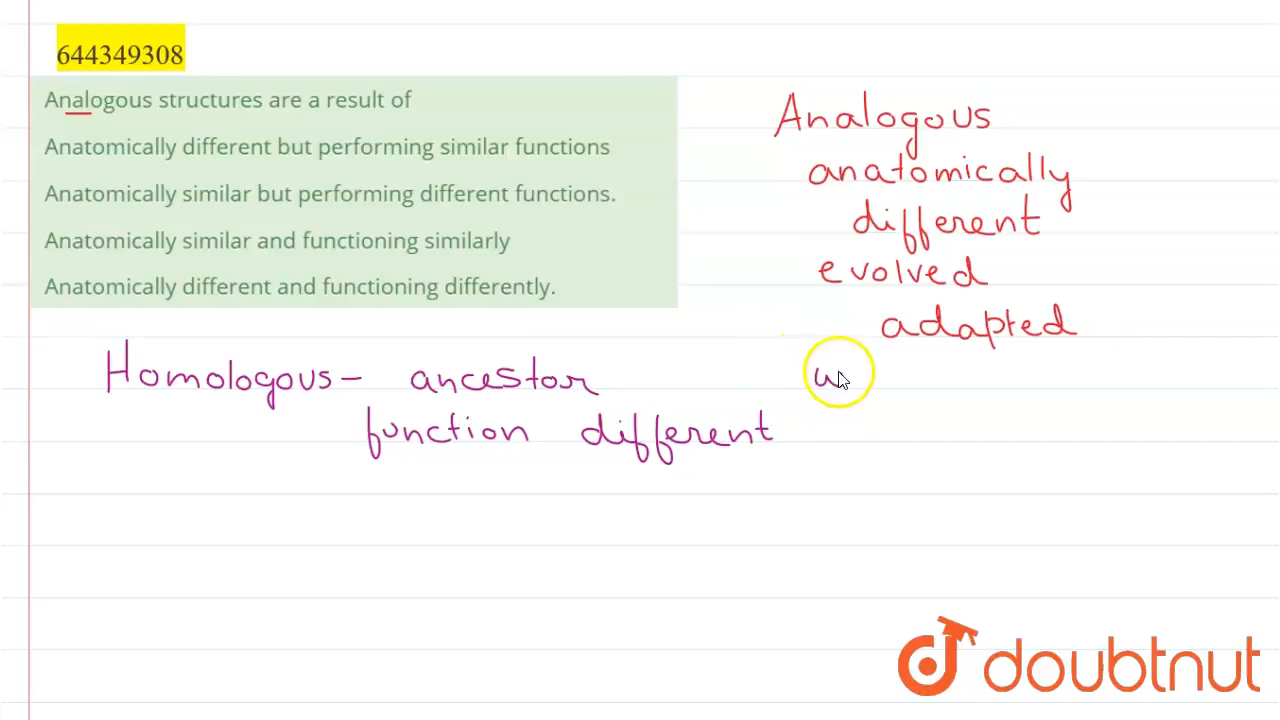 644349308
Analogous structures are a result of
Anatomically different but performing similar functions
Anatomically similar but performing different functions.
Anatomically similar and functioning similarly
Anatomically different and functioning differently.
Analogous
anatomically
different
evolved
adapted
Homologous - ancestor
function different
doubtnut